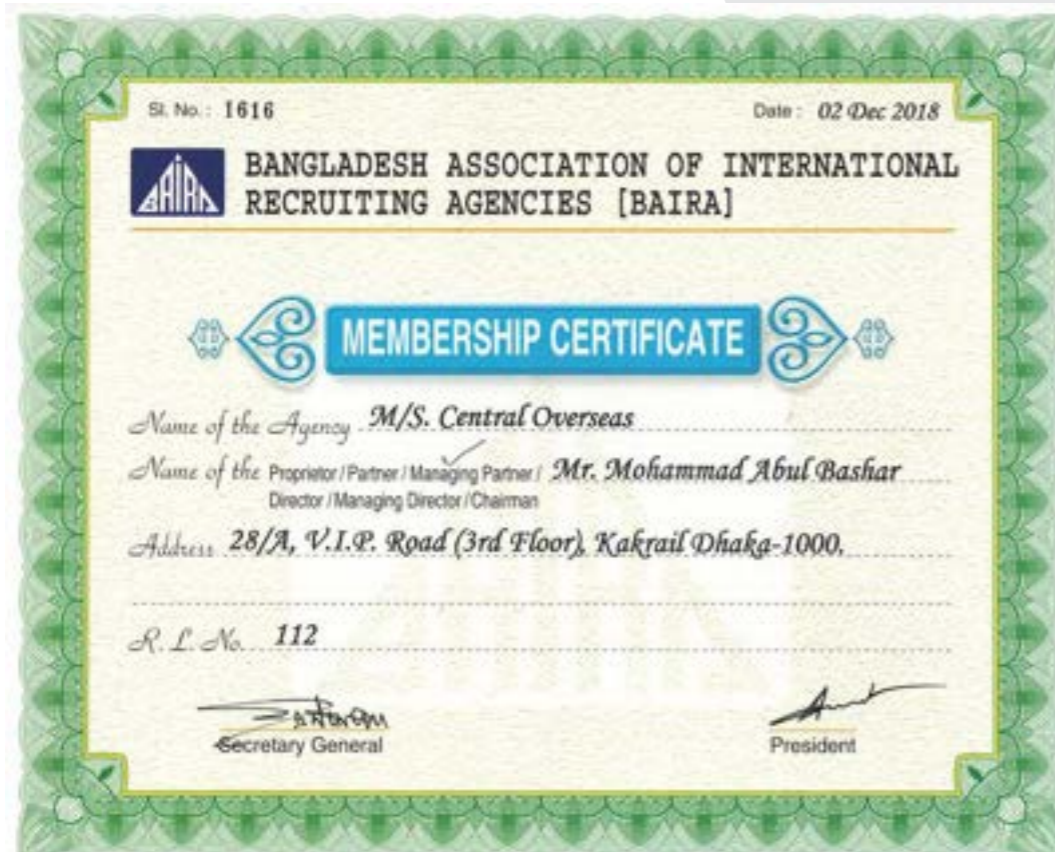 Sl. No. : 1616
Date : 02 Dec 2018
BAIRA
BANGLADESH ASSOCIATION OF INTERNATIONAL
RECRUITING AGENCIES [BAIRA]
MEMBERSHIP CERTIFICATE
Name of the Agency M/S. Central Overseas
Name of the Proprietor / Partner / Managing Partner / Mr. Mohammad Abul Bashar
Director / Managing Director / Chairman
Address 28/A, V.I.P. Road (3rd Floor), Kakrail Dhaka-1000.
R. L. No. 112
Secretary General
President